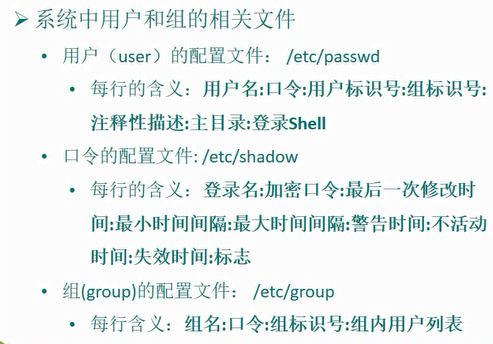 ➢ 系统中用户和组的相关文件
• 用户（user）的配置文件： /etc/passwd
• 每行的含义：用户名:口令:用户标识号:组标识号:
注释性描述:主目录:登录Shell
• 口令的配置文件: /etc/shadow
• 每行的含义：登录名:加密口令:最后一次修改时
间:最小时间间隔:最大时间间隔:警告时间:不活动
时间:失效时间:标志
• 组(group)的配置文件： /etc/group
• 每行含义：组名:口令:组标识号:组内用户列表